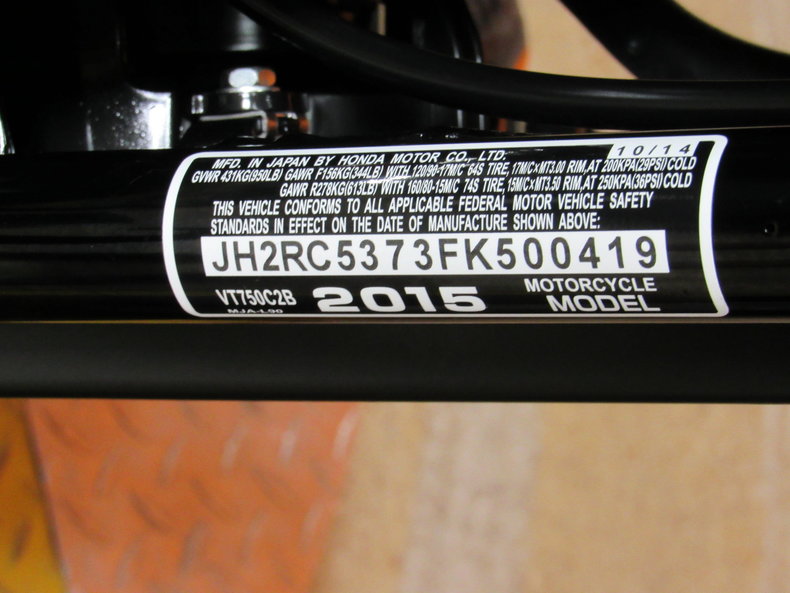 10/14
MFD. IN JAPAN BY HONDA MOTOR CO., LTD.
GVWR 431KG(950LB) GAWR F156KG(344LB) WITH 120/90-17M/C 64S TIRE, 17M/C×MT3.00 RIM, AT 200KPA(29PSI)COLD
GAWR R278KG(613LB) WITH 160/80-15M/C 74S TIRE, 15M/C×MT3.50 RIM, AT 250KPA(36PSI)COLD
THIS VEHICLE CONFORMS TO ALL APPLICABLE FEDERAL MOTOR VEHICLE SAFETY
STANDARDS IN EFFECT ON THE DATE OF MANUFACTURE SHOWN ABOVE:
JH2RC5373FK500419
VT750C2B 2015 MOTORCYCLE
MJA-L90 MODEL